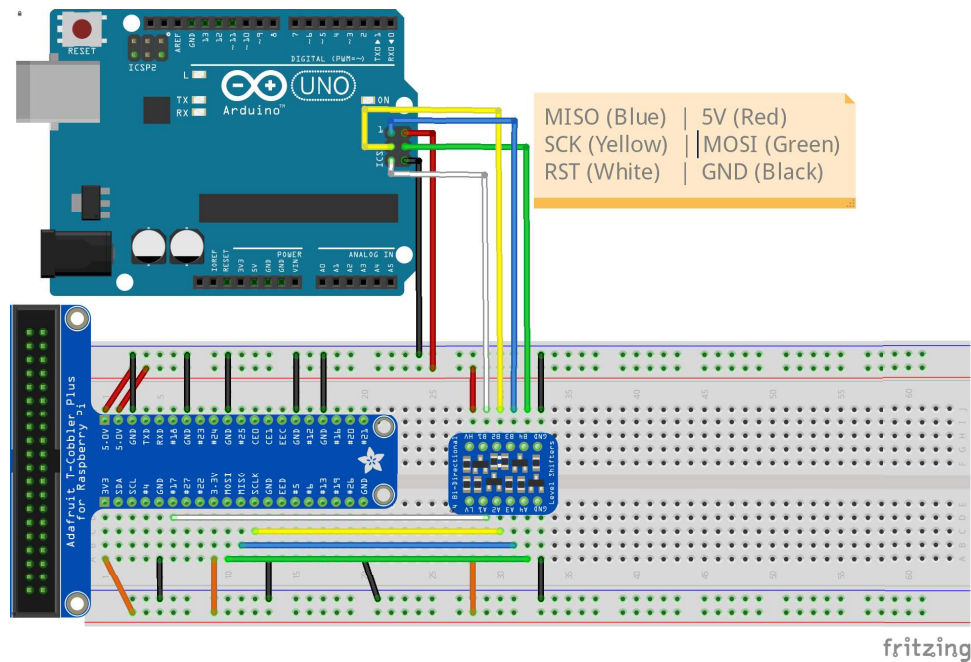 RESET
ICSP2
AREF
GND
13
12
~11
~10
~9
8
7
~6
~5
4
~3
2
TX0▶1
RX0◀0
DIGITAL (PWM=~)
L
TX
RX
Arduino™
UNO
ON
MISO (Blue) | 5V (Red)
SCK (Yellow) | MOSI (Green)
RST (White) | GND (Black)
IOREF
RESET
3V3
5V
GND
GND
VIN
POWER
ANALOG IN
A0
A1
A2
A3
A4
A5
Adafruit T-Cobbler Plus
for Raspberry Pi
5.0V
5.0V
GND
TXD
RXD
#18
GND
#23
#24
GND
#25
CE0
CE1
EEC
GND
#12
GND
#16
#20
#21
3V3
SDA
SCL
#4
GND
#17
#27
#22
3.3V
MOSI
MISO
SCLK
GND
EED
#5
#6
#13
#19
#26
GND
HV
B1
B2
B3
B4
GND
4 Bi-Directional
Level Shifters
LV
A1
A2
A3
A4
GND
fritzing